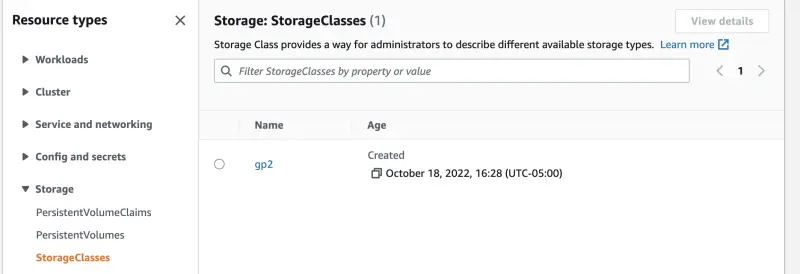 Resource types
Workloads
Cluster
Service and networking
Config and secrets
Storage
PersistentVolumeClaims
PersistentVolumes
StorageClasses
Storage: StorageClasses (1)
View details
Storage Class provides a way for administrators to describe different available storage types. Learn more
Filter StorageClasses by property or value
1
Name Age
gp2
Created
October 18, 2022, 16:28 (UTC-05:00)